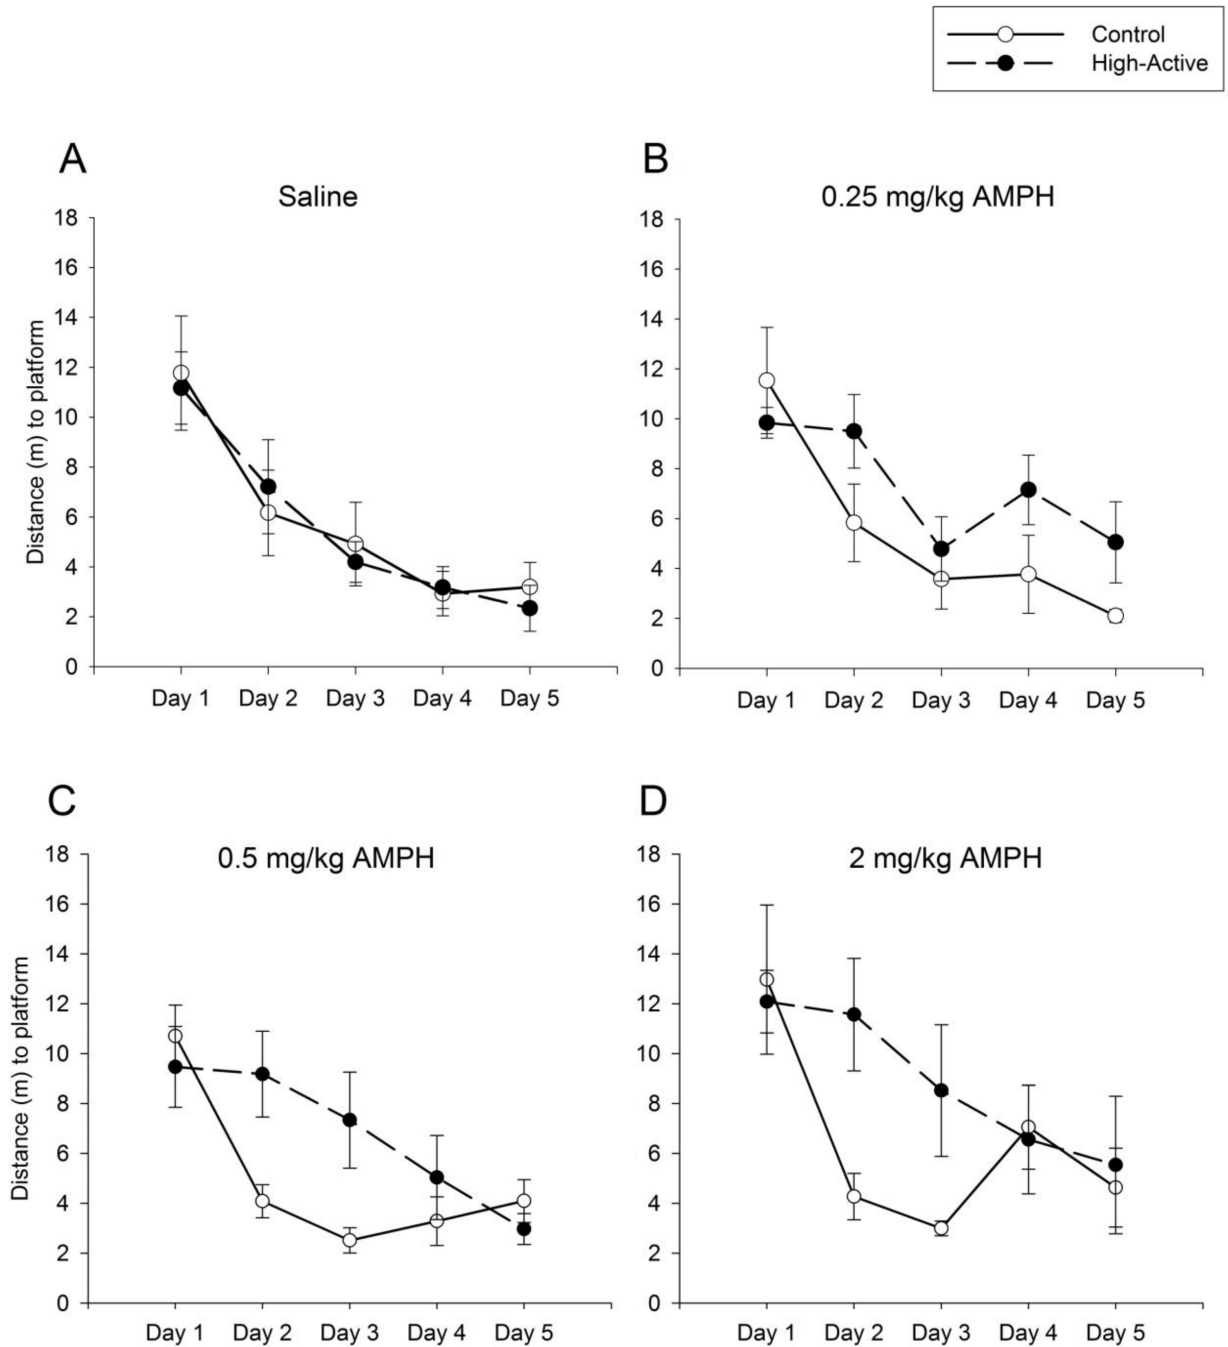 Control
High-Active
A
Saline
18
16
14
12
10
8
6
4
2
0
Distance (m) to platform
Day 1 Day 2 Day 3 Day 4 Day 5
B
0.25 mg/kg AMPH
18
16
14
12
10
8
6
4
2
0
Day 1 Day 2 Day 3 Day 4 Day 5
C
0.5 mg/kg AMPH
18
16
14
12
10
8
6
4
2
0
Distance (m) to platform
Day 1 Day 2 Day 3 Day 4 Day 5
D
2 mg/kg AMPH
18
16
14
12
10
8
6
4
2
0
Day 1 Day 2 Day 3 Day 4 Day 5